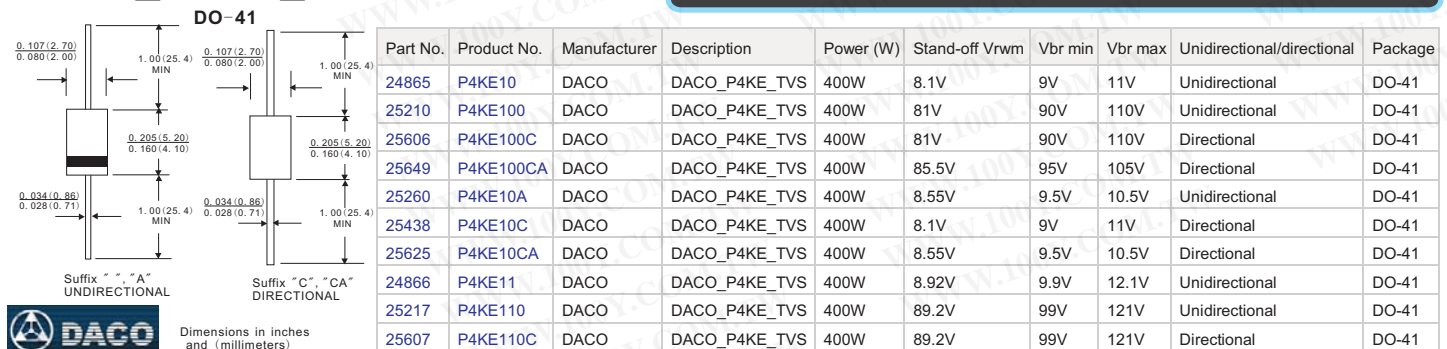 DO-41
0.107(2.70)
0.080(2.00)
1.00(25.4)
MIN
0.205(5.20)
0.160(4.10)
0.034(0.86)
0.028(0.71)
1.00(25.4)
MIN
Suffix ″ ″, ″A″
UNDIRECTIONAL
0.107(2.70)
0.080(2.00)
1.00(25.4)
MIN
0.205(5.20)
0.160(4.10)
0.034(0.86)
0.028(0.71)
1.00(25.4)
MIN
Suffix ″C″, ″CA″
DIRECTIONAL
DACO
Dimensions in inches
and (millimeters)
Part No. Product No. Manufacturer Description Power (W) Stand-off Vrwm Vbr min Vbr max Unidirectional/directional Package
24865 P4KE10 DACO DACO_P4KE_TVS 400W 8.1V 9V 11V Unidirectional DO-41
25210 P4KE100 DACO DACO_P4KE_TVS 400W 81V 90V 110V Unidirectional DO-41
25606 P4KE100C DACO DACO_P4KE_TVS 400W 81V 90V 110V Directional DO-41
25649 P4KE100CA DACO DACO_P4KE_TVS 400W 85.5V 95V 105V Directional DO-41
25260 P4KE10A DACO DACO_P4KE_TVS 400W 8.55V 9.5V 10.5V Unidirectional DO-41
25438 P4KE10C DACO DACO_P4KE_TVS 400W 8.1V 9V 11V Directional DO-41
25625 P4KE10CA DACO DACO_P4KE_TVS 400W 8.55V 9.5V 10.5V Directional DO-41
24866 P4KE11 DACO DACO_P4KE_TVS 400W 8.92V 9.9V 12.1V Unidirectional DO-41
25217 P4KE110 DACO DACO_P4KE_TVS 400W 89.2V 99V 121V Unidirectional DO-41
25607 P4KE110C DACO DACO_P4KE_TVS 400W 89.2V 99V 121V Directional DO-41
WWW.100Y.COM.TW